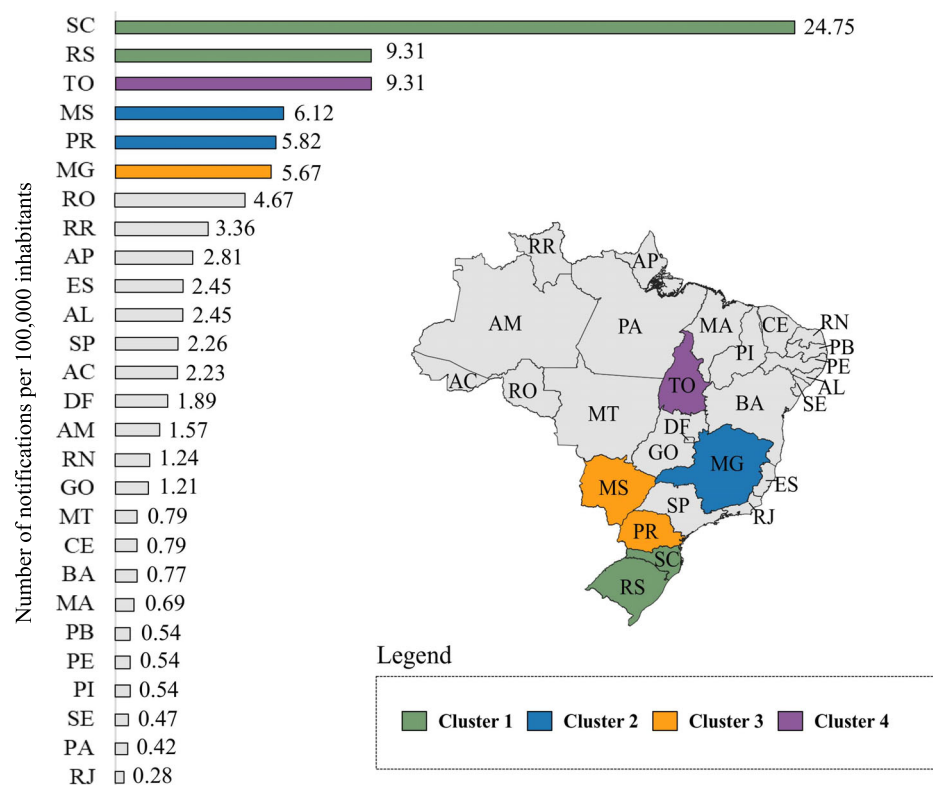 Number of notifications per 100,000 inhabitants
SC 24.75
RS 9.31
TO 9.31
MS 6.12
PR 5.82
MG 5.67
RO 4.67
RR 3.36
AP 2.81
ES 2.45
AL 2.45
SP 2.26
AC 2.23
DF 1.89
AM 1.57
RN 1.24
GO 1.21
MT 0.79
CE 0.79
BA 0.77
MA 0.69
PB 0.54
PE 0.54
PI 0.54
SE 0.47
PA 0.42
RJ 0.28
RR
AP
AM
PA
MA
CE
RN
PI
PB
PE
AL
SE
AC
RO
TO
BA
MT
DF
GO
MG
MS
ES
SP
RJ
PR
SC
RS
Legend
Cluster 1 Cluster 2 Cluster 3 Cluster 4